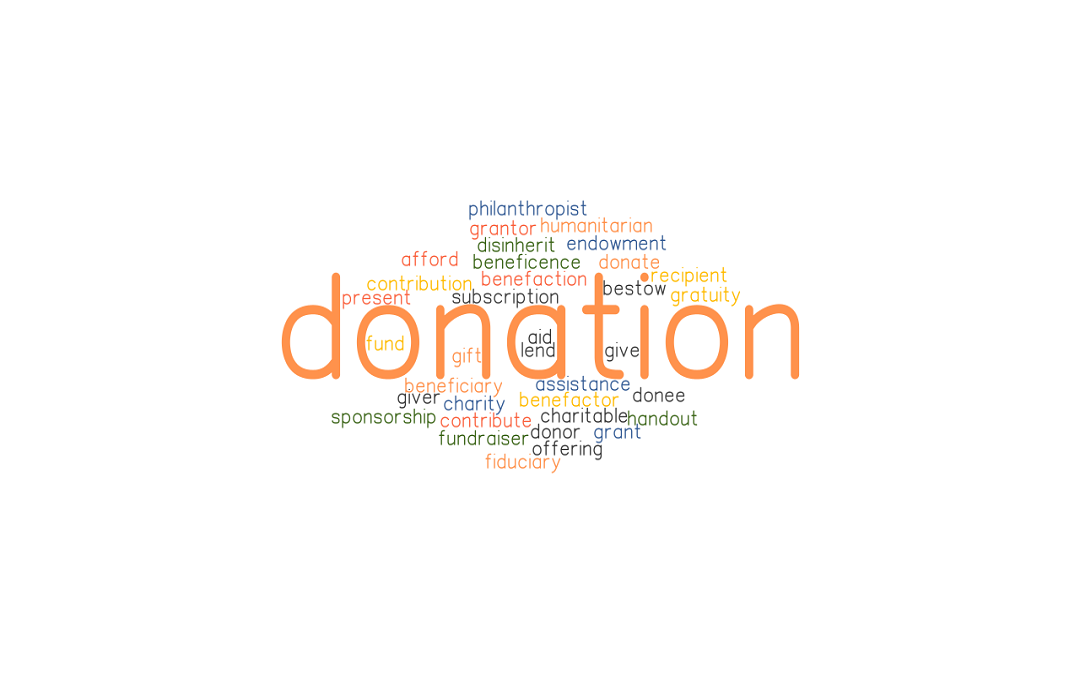 philanthropist
grantor humanitarian
disinherit endowment
afford beneficence donate
contribution benefaction recipient
present subscription bestow gratuity
donation
fund aid
gift lend give
beneficiary assistance
giver charity benefactor donee
sponsorship contribute charitable handout
fundraiser donor grant
offering
fiduciary